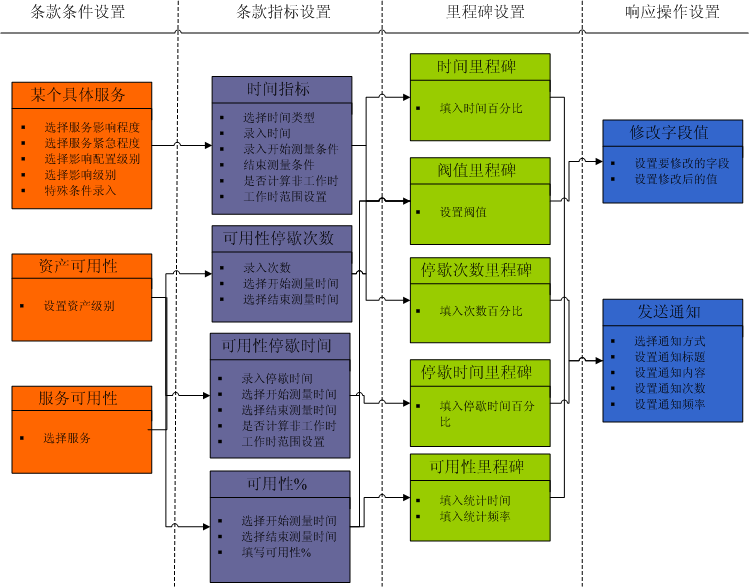 条款条件设置
条款指标设置
里程碑设置
响应操作设置
某个具体服务
选择服务影响程度
选择服务紧急程度
选择影响配置级别
选择影响级别
特殊条件录入
资产可用性
设置资产级别
服务可用性
选择服务
时间指标
选择时间类型
录入时间
录入开始测量条件
结束测量条件
是否计算非工作时
工作时范围设置
可用性停歇次数
录入次数
选择开始测量时间
选择结束测量时间
可用性停歇时间
录入停歇时间
选择开始测量时间
选择结束测量时间
是否计算非工作时
工作时范围设置
可用性%
选择开始测量时间
选择结束测量时间
填写可用性%
时间里程碑
填入时间百分比
阀值里程碑
设置阀值
停歇次数里程碑
填入次数百分比
停歇时间里程碑
填入停歇时间百分
比
可用性里程碑
填入统计时间
填入统计频率
修改字段值
设置要修改的字段
设置修改后的值
发送通知
选择通知方式
设置通知标题
设置通知内容
设置通知次数
设置通知频率